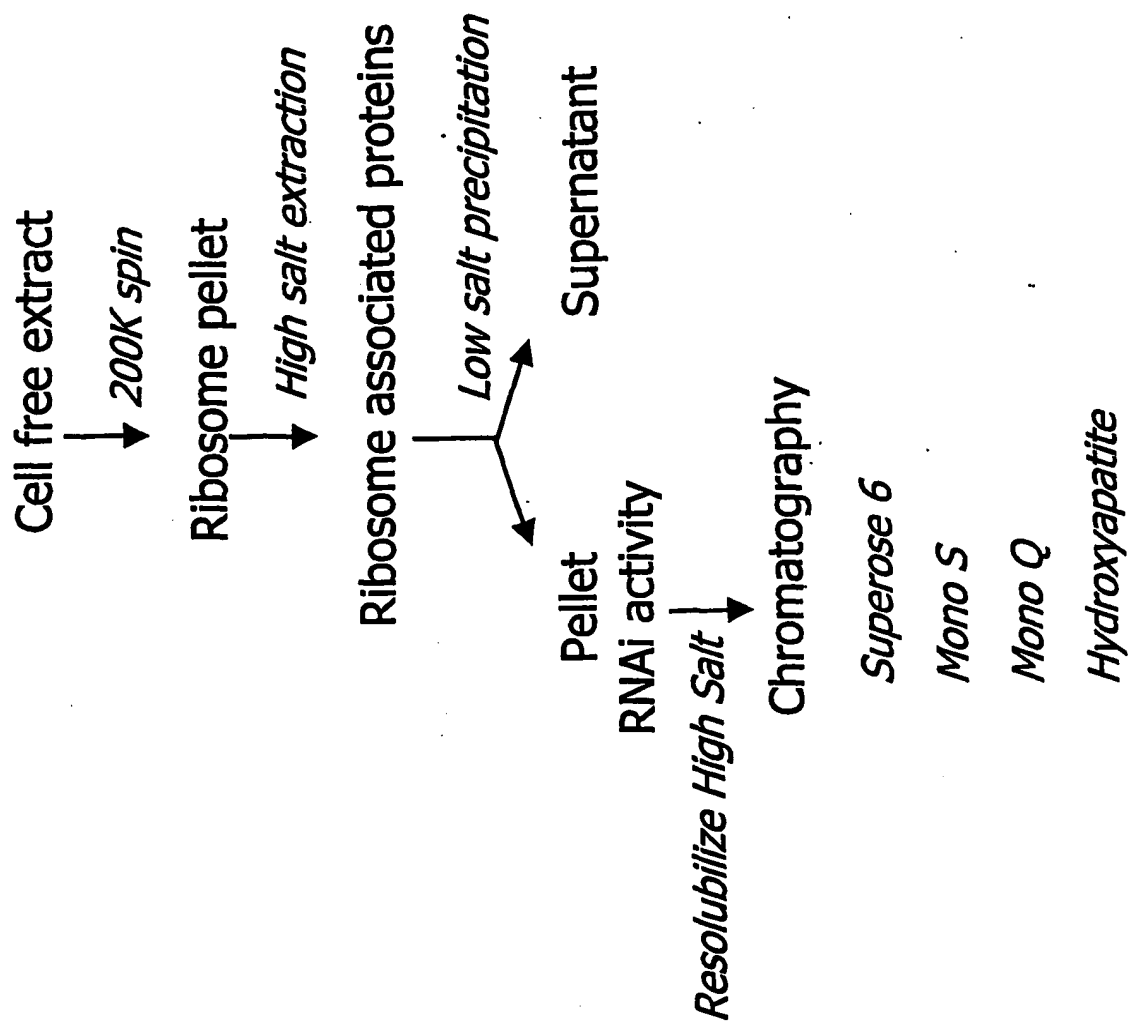 Cell free extract
200K spin
Ribosome pellet
High salt extraction
Ribosome associated proteins
Low salt precipitation
Pellet
RNAi activity
Supernatant
Resolubilize High Salt
Chromatography
Superose 6
Mono S
Mono Q
Hydroxyapatite